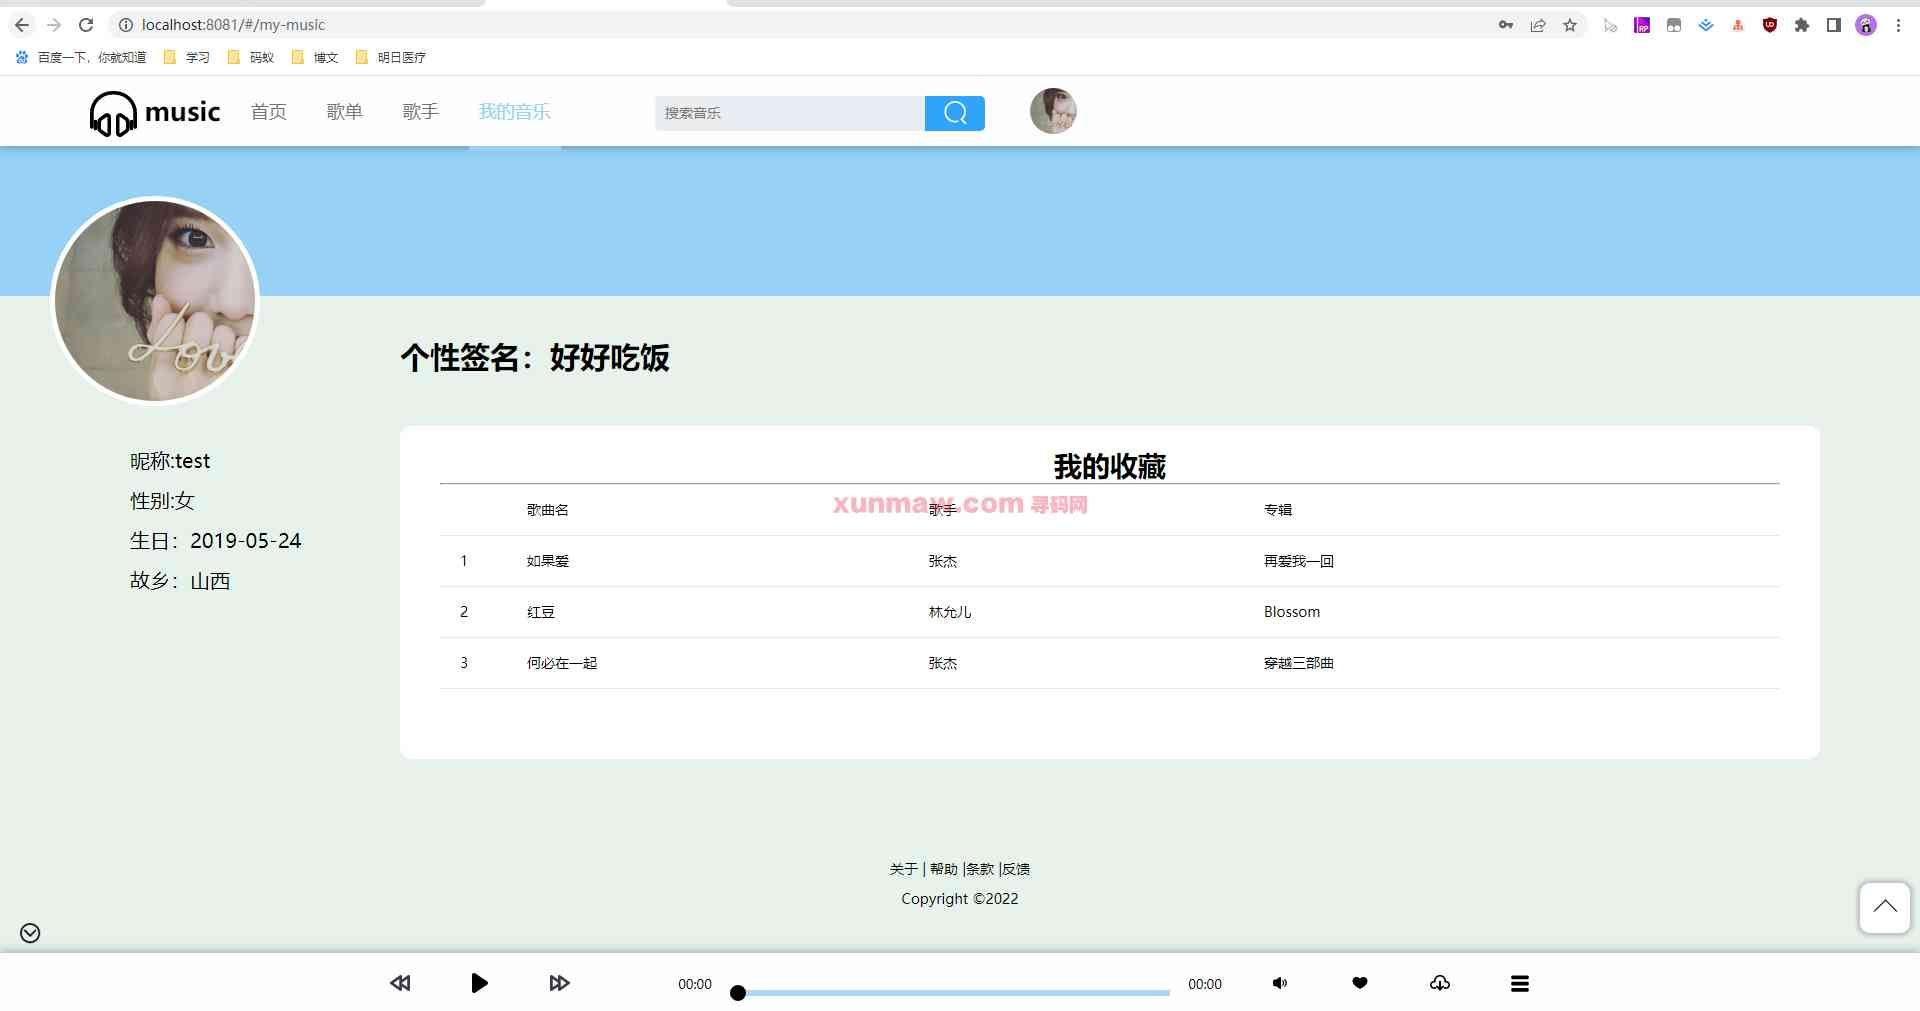 localhost:8081/#/my-music
百度一下，你就知道 学习 码蚁 博文 明日医疗
music 首页 歌单 歌手 我的音乐 搜索音乐
Love
个性签名：好好吃饭
昵称:test
性别:女
生日：2019-05-24
故乡：山西
我的收藏
xunmaw.com 寻码网
歌曲名 歌手 专辑
1 如果爱 张杰 再爱我一回
2 红豆 林允儿 Blossom
3 何必在一起 张杰 穿越三部曲
关于 | 帮助 |条款 |反馈
Copyright ©2022
00:00 00:00